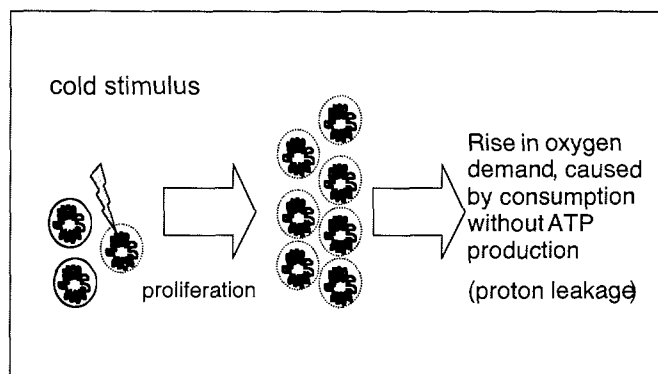 cold stimulus
proliferation
Rise in oxygen
demand, caused
by consumption
without ATP
production
(proton leakage)